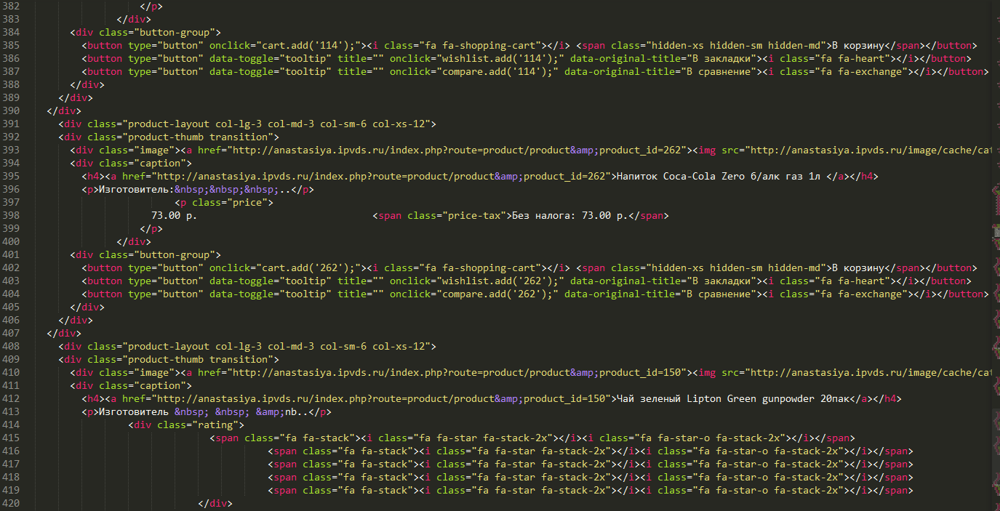 382 </p>
383 </div>
384 <div class="button-group">
385 <button type="button" onclick="cart.add('114');"><i class="fa fa-shopping-cart"></i> <span class="hidden-xs hidden-sm hidden-md">В корзину</span></button>
386 <button type="button" data-toggle="tooltip" title="" onclick="wishlist.add('114');" data-original-title="В закладки"><i class="fa fa-heart"></i></button>
387 <button type="button" data-toggle="tooltip" title="" onclick="compare.add('114');" data-original-title="В сравнение"><i class="fa fa-exchange"></i></button>
388 </div>
389 </div>
390 </div>
391 <div class="product-layout col-lg-3 col-md-3 col-sm-6 col-xs-12">
392 <div class="product-thumb transition">
393 <div class="image"><a href="http://anastasiya.ipvds.ru/index.php?route=product/product&amp;product_id=262"><img src="http://anastasiya.ipvds.ru/image/cache/cat
394 <div class="caption">
395 <h4><a href="http://anastasiya.ipvds.ru/index.php?route=product/product&amp;product_id=262">Напиток Coca-Cola Zero б/алк газ 1л </a></h4>
396 <p>Изготовитель:&nbsp;&nbsp;&nbsp;..</p>
397 <p class="price">
398 73.00 р. <span class="price-tax">Без налога: 73.00 р.</span>
399 </p>
400 </div>
401 <div class="button-group">
402 <button type="button" onclick="cart.add('262');"><i class="fa fa-shopping-cart"></i> <span class="hidden-xs hidden-sm hidden-md">В корзину</span></button>
403 <button type="button" data-toggle="tooltip" title="" onclick="wishlist.add('262');" data-original-title="В закладки"><i class="fa fa-heart"></i></button>
404 <button type="button" data-toggle="tooltip" title="" onclick="compare.add('262');" data-original-title="В сравнение"><i class="fa fa-exchange"></i></button>
405 </div>
406 </div>
407 </div>
408 <div class="product-layout col-lg-3 col-md-3 col-sm-6 col-xs-12">
409 <div class="product-thumb transition">
410 <div class="image"><a href="http://anastasiya.ipvds.ru/index.php?route=product/product&amp;product_id=150"><img src="http://anastasiya.ipvds.ru/image/cache/cat
411 <div class="caption">
412 <h4><a href="http://anastasiya.ipvds.ru/index.php?route=product/product&amp;product_id=150">Чай зеленый Lipton Green gunpowder 20пак</a></h4>
413 <p>Изготовитель &nbsp; &nbsp; &amp;nb..</p>
414 <div class="rating">
415 <span class="fa fa-stack"><i class="fa fa-star fa-stack-2x"></i><i class="fa fa-star-o fa-stack-2x"></i></span>
416 <span class="fa fa-stack"><i class="fa fa-star fa-stack-2x"></i><i class="fa fa-star-o fa-stack-2x"></i></span>
417 <span class="fa fa-stack"><i class="fa fa-star fa-stack-2x"></i><i class="fa fa-star-o fa-stack-2x"></i></span>
418 <span class="fa fa-stack"><i class="fa fa-star fa-stack-2x"></i><i class="fa fa-star-o fa-stack-2x"></i></span>
419 <span class="fa fa-stack"><i class="fa fa-star fa-stack-2x"></i><i class="fa fa-star-o fa-stack-2x"></i></span>
420 </div>